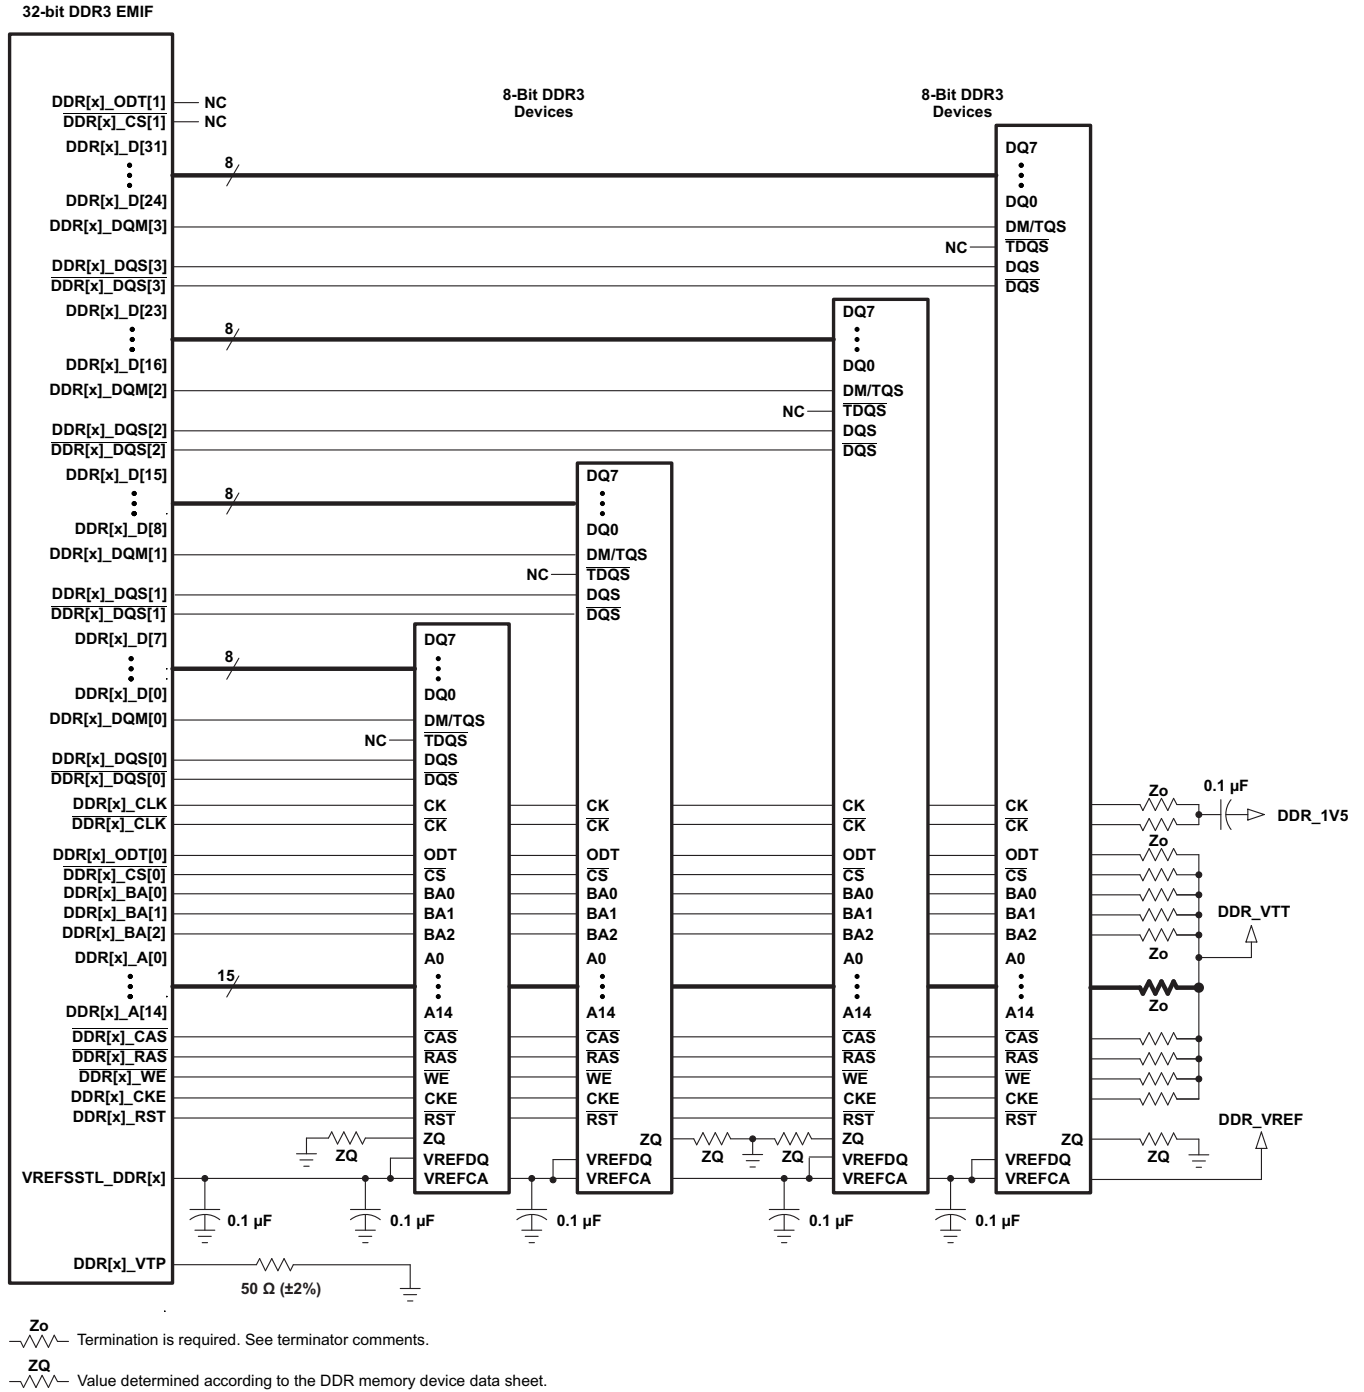 32-bit DDR3 EMIF
8-Bit DDR3
Devices
8-Bit DDR3
Devices
DDR[x]_ODT[1]
NC
DDR[x]_CS[1]
NC
DDR[x]_D[31]
8
DDR[x]_D[24]
DDR[x]_DQM[3]
DDR[x]_DQS[3]
DDR[x]_DQS[3]
DDR[x]_D[23]
8
DDR[x]_D[16]
DDR[x]_DQM[2]
DDR[x]_DQS[2]
DDR[x]_DQS[2]
DDR[x]_D[15]
8
DDR[x]_D[8]
DDR[x]_DQM[1]
DDR[x]_DQS[1]
DDR[x]_DQS[1]
DDR[x]_D[7]
8
DDR[x]_D[0]
DDR[x]_DQM[0]
DDR[x]_DQS[0]
DDR[x]_DQS[0]
DDR[x]_CLK
DDR[x]_CLK
DDR[x]_ODT[0]
DDR[x]_CS[0]
DDR[x]_BA[0]
DDR[x]_BA[1]
DDR[x]_BA[2]
DDR[x]_A[0]
15
DDR[x]_A[14]
DDR[x]_CAS
DDR[x]_RAS
DDR[x]_WE
DDR[x]_CKE
DDR[x]_RST
VREFSSTL_DDR[x]
DDR[x]_VTP
DQ7
DQ0
DM/TQS
NC
TDQS
DQS
DQS
CK
CK
ODT
CS
BA0
BA1
BA2
A0
A14
CAS
RAS
WE
CKE
RST
ZQ
ZQ
VREFDQ
VREFCA
DQ7
DQ0
DM/TQS
NC
TDQS
DQS
DQS
CK
CK
ODT
CS
BA0
BA1
BA2
A0
A14
CAS
RAS
WE
CKE
RST
ZQ
ZQ
VREFDQ
VREFCA
DQ7
DQ0
DM/TQS
NC
TDQS
DQS
DQS
CK
CK
ODT
CS
BA0
BA1
BA2
A0
A14
CAS
RAS
WE
CKE
RST
ZQ
ZQ
VREFDQ
VREFCA
DQ7
DQ0
DM/TQS
NC
TDQS
DQS
DQS
CK
CK
ODT
CS
BA0
BA1
BA2
A0
A14
CAS
RAS
WE
CKE
RST
ZQ
ZQ
VREFDQ
VREFCA
Zo
0.1 µF
DDR_1V5
Zo
DDR_VTT
Zo
Zo
DDR_VREF
0.1 µF
0.1 µF
0.1 µF
0.1 µF
0.1 µF
50 Ω (±2%)
Zo
Termination is required. See terminator comments.
ZQ
Value determined according to the DDR memory device data sheet.